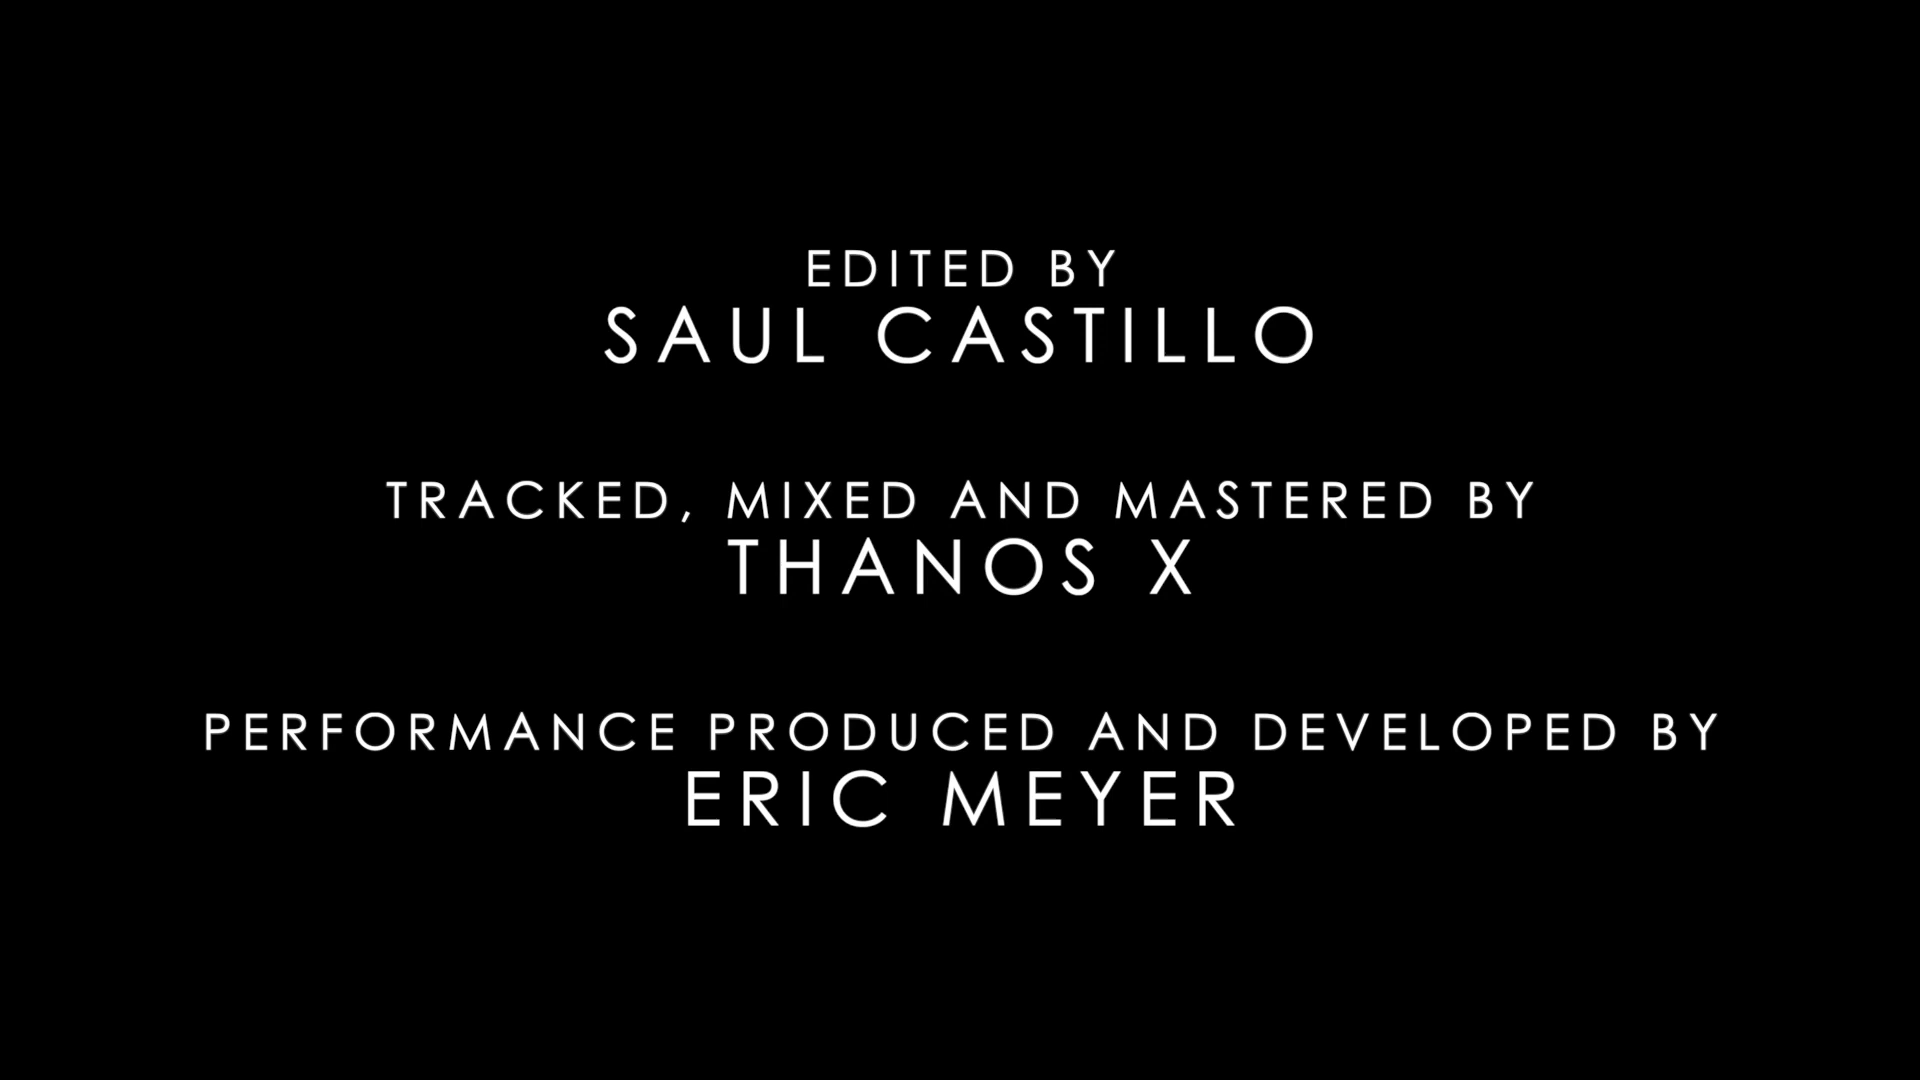 EDITED BY
SAUL CASTILLO
TRACKED, MIXED AND MASTERED BY
THANOS X
PERFORMANCE PRODUCED AND DEVELOPED BY
ERIC MEYER